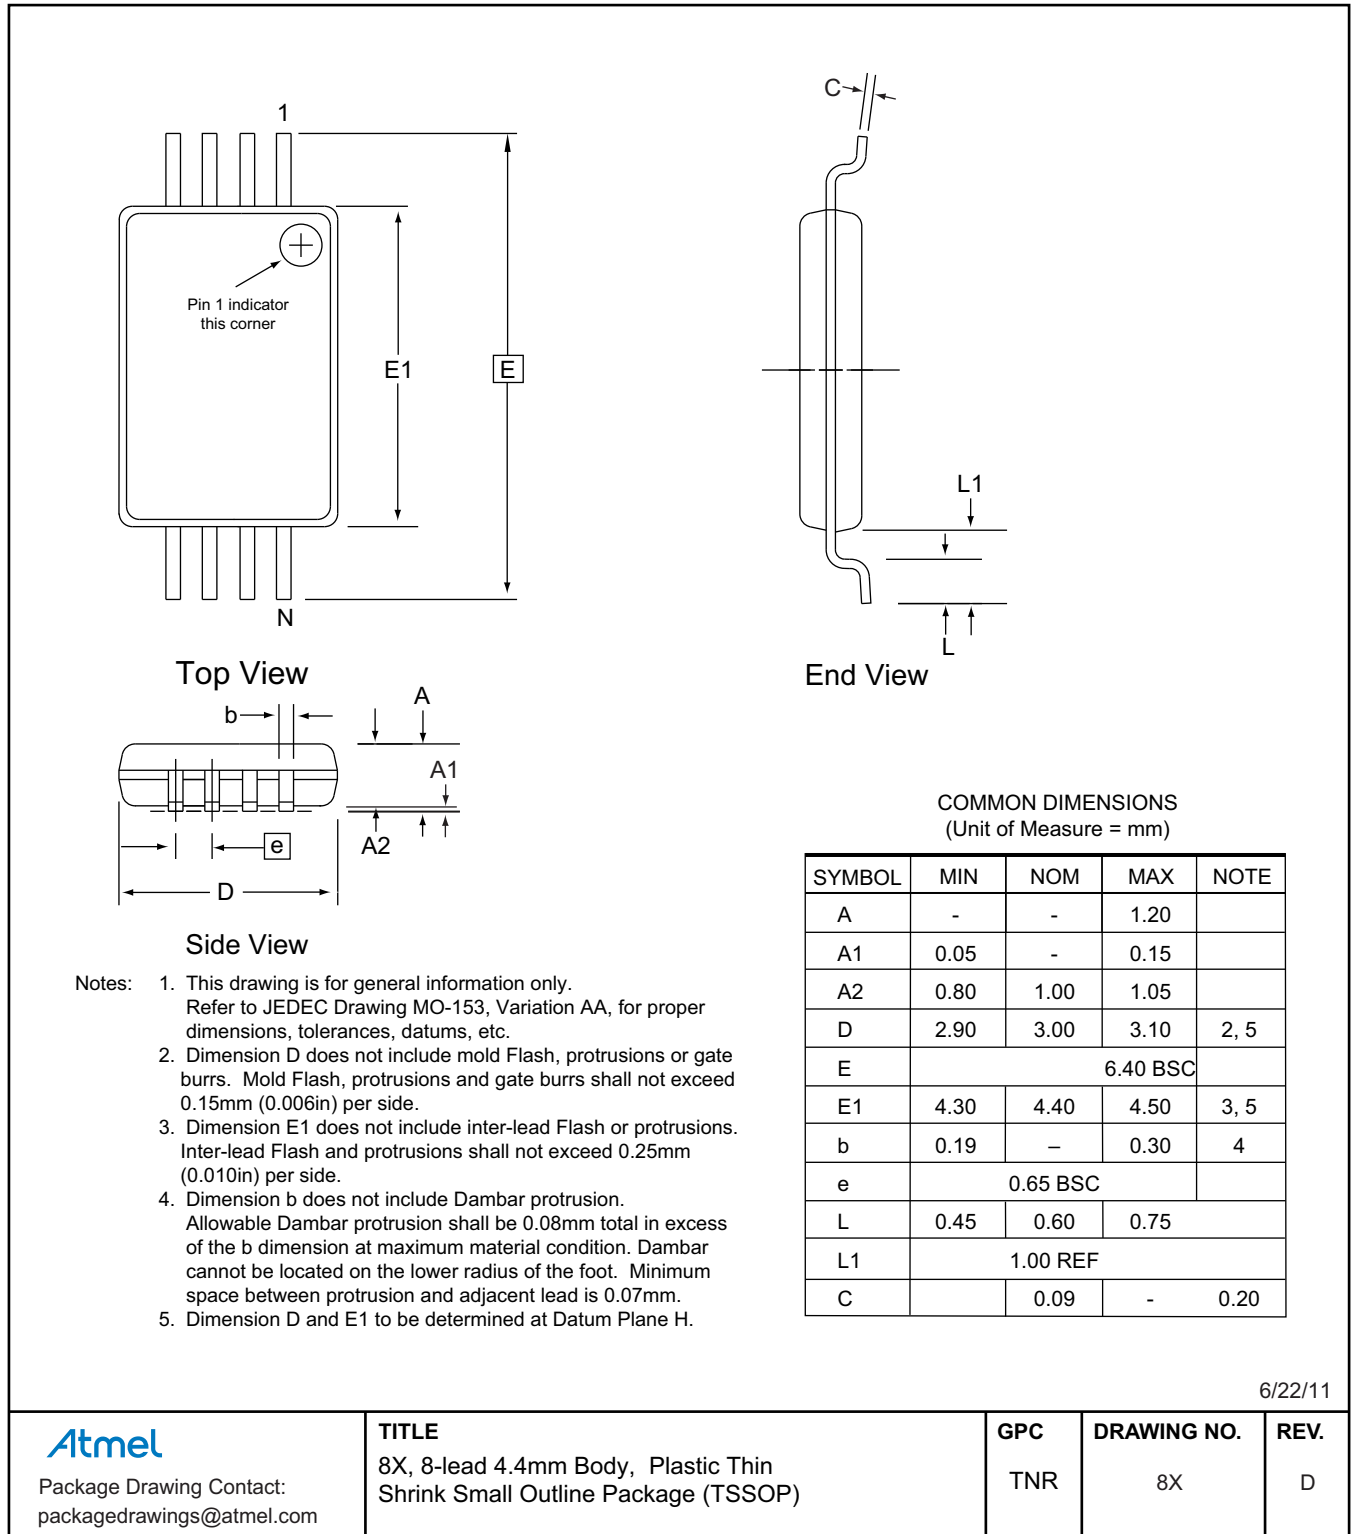 1
C
Pin 1 indicator
this corner
E1
E
L1
N
L
Top View
End View
A
b
A1
e
A2
D
Side View
COMMON DIMENSIONS
(Unit of Measure = mm)
SYMBOL MIN NOM MAX NOTE
A - - 1.20
A1 0.05 - 0.15
A2 0.80 1.00 1.05
D 2.90 3.00 3.10 2, 5
E 6.40 BSC
E1 4.30 4.40 4.50 3, 5
b 0.19 – 0.30 4
e 0.65 BSC
L 0.45 0.60 0.75
L1 1.00 REF
C 0.09 - 0.20
Notes: 1. This drawing is for general information only.
Refer to JEDEC Drawing MO-153, Variation AA, for proper
dimensions, tolerances, datums, etc.
2. Dimension D does not include mold Flash, protrusions or gate
burrs. Mold Flash, protrusions and gate burrs shall not exceed
0.15mm (0.006in) per side.
3. Dimension E1 does not include inter-lead Flash or protrusions.
Inter-lead Flash and protrusions shall not exceed 0.25mm
(0.010in) per side.
4. Dimension b does not include Dambar protrusion.
Allowable Dambar protrusion shall be 0.08mm total in excess
of the b dimension at maximum material condition. Dambar
cannot be located on the lower radius of the foot. Minimum
space between protrusion and adjacent lead is 0.07mm.
5. Dimension D and E1 to be determined at Datum Plane H.
6/22/11
Atmel
Package Drawing Contact:
packagedrawings@atmel.com
TITLE
8X, 8-lead 4.4mm Body, Plastic Thin
Shrink Small Outline Package (TSSOP)
GPC
TNR
DRAWING NO.
8X
REV.
D